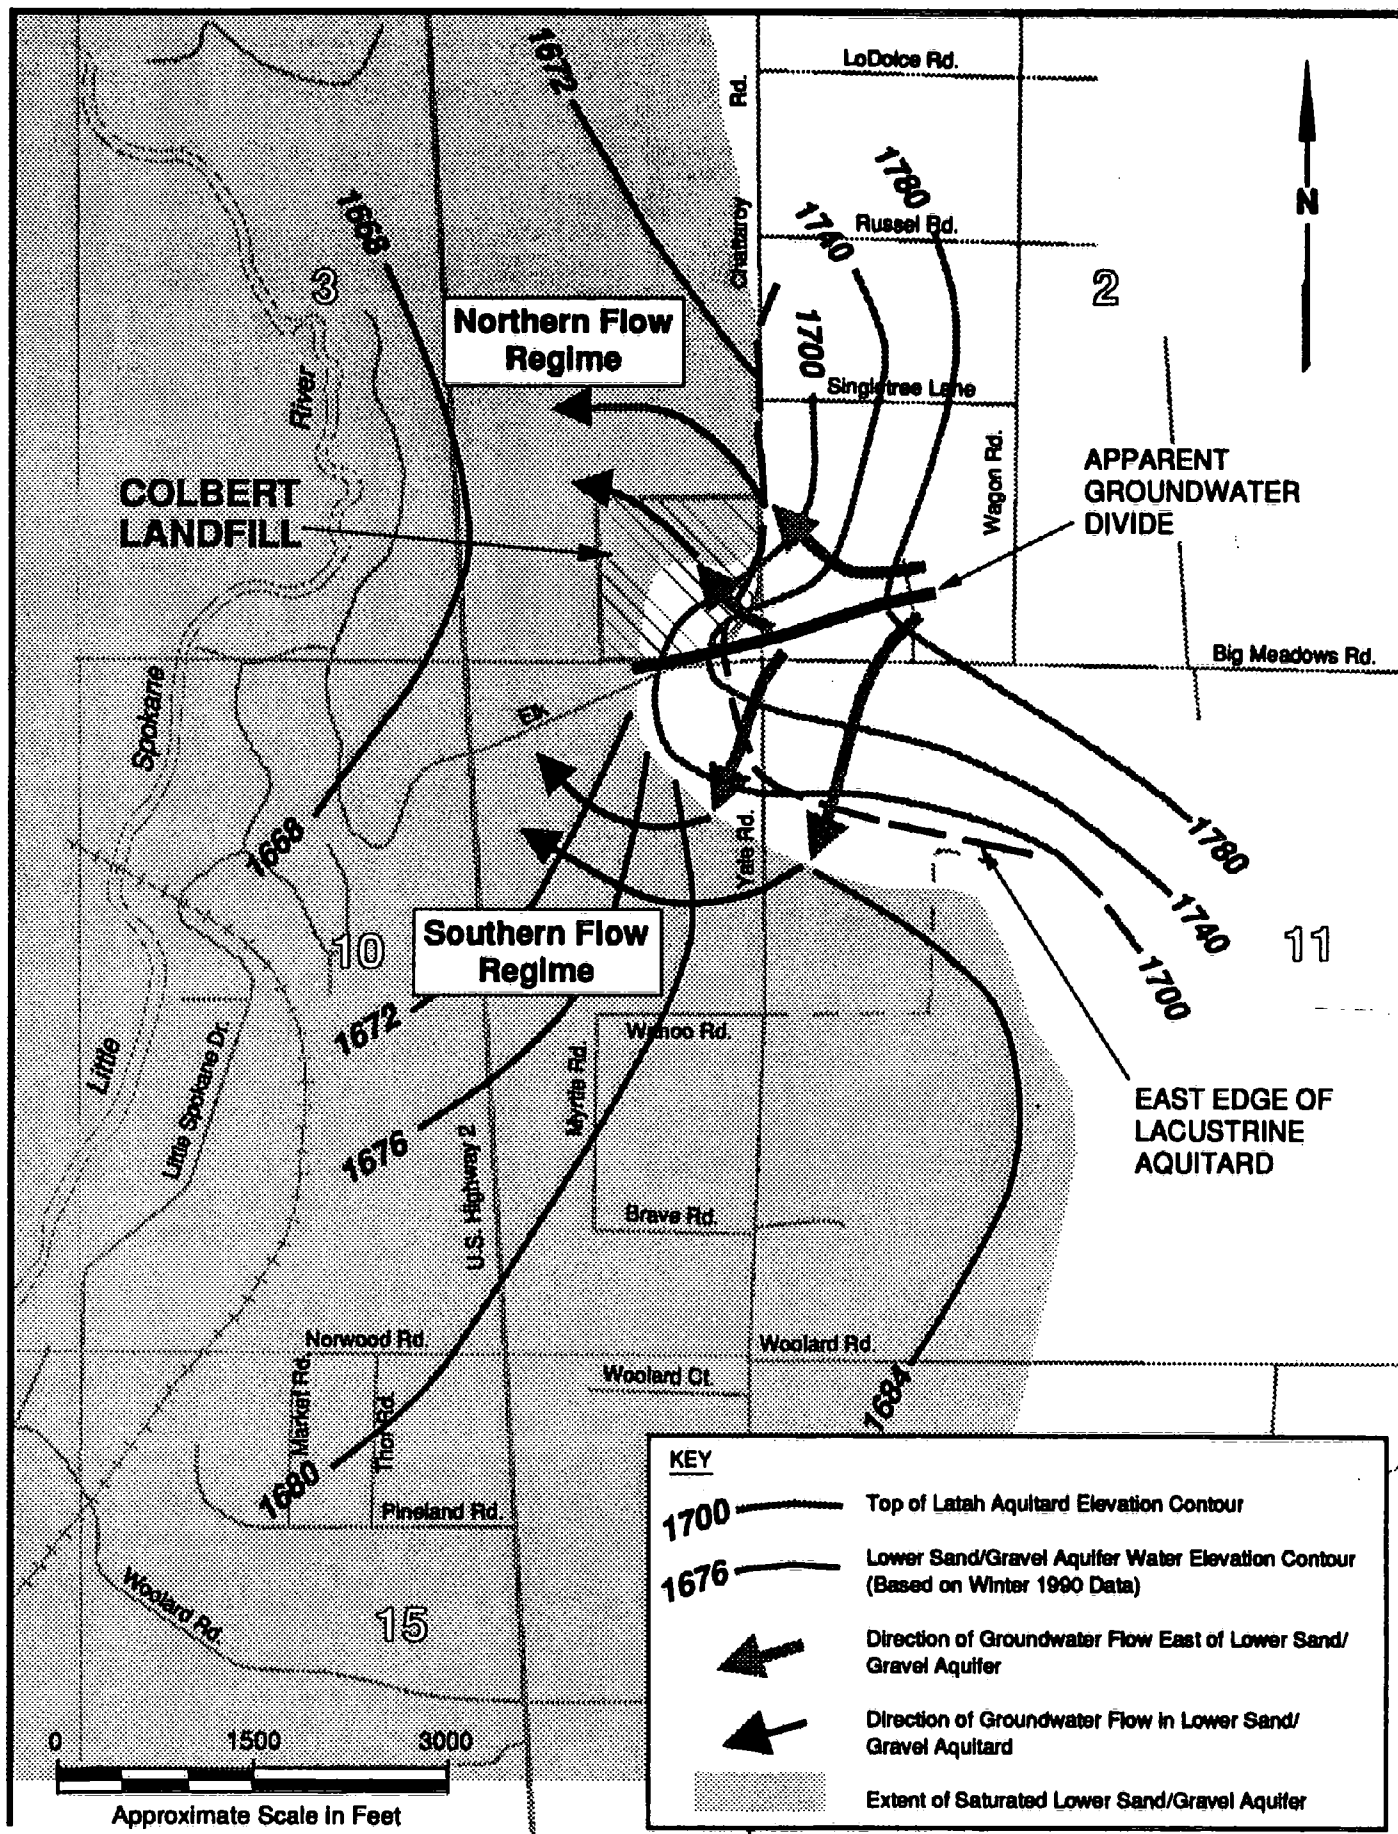 LoDolce Rd.
1672
Chattaroy Rd.
N
1780
1740
Russel Rd.
1668
3
2
Northern Flow
Regime
1700
Singletree Lane
River
Wagon Rd.
APPARENT
GROUNDWATER
DIVIDE
COLBERT
LANDFILL
Big Meadows Rd.
Spokane
Elk
1668
Yale Rd.
1780
1740
1700
11
10
Southern Flow
Regime
1672
Wahoo Rd.
Little
Little Spokane Dr.
Myrtle Rd.
1676
U.S. Highway 2
EAST EDGE OF
LACUSTRINE
AQUITARD
Brave Rd.
Norwood Rd.
Woolard Rd.
Market Rd.
Thor Rd.
Woolard Ct.
1684
1680
Pineland Rd.
Woolard Rd.
15
KEY
1700 Top of Latah Aquitard Elevation Contour
1676 Lower Sand/Gravel Aquifer Water Elevation Contour
(Based on Winter 1990 Data)
Direction of Groundwater Flow East of Lower Sand/
Gravel Aquifer
Direction of Groundwater Flow in Lower Sand/
Gravel Aquitard
Extent of Saturated Lower Sand/Gravel Aquifer
0 1500 3000
Approximate Scale in Feet